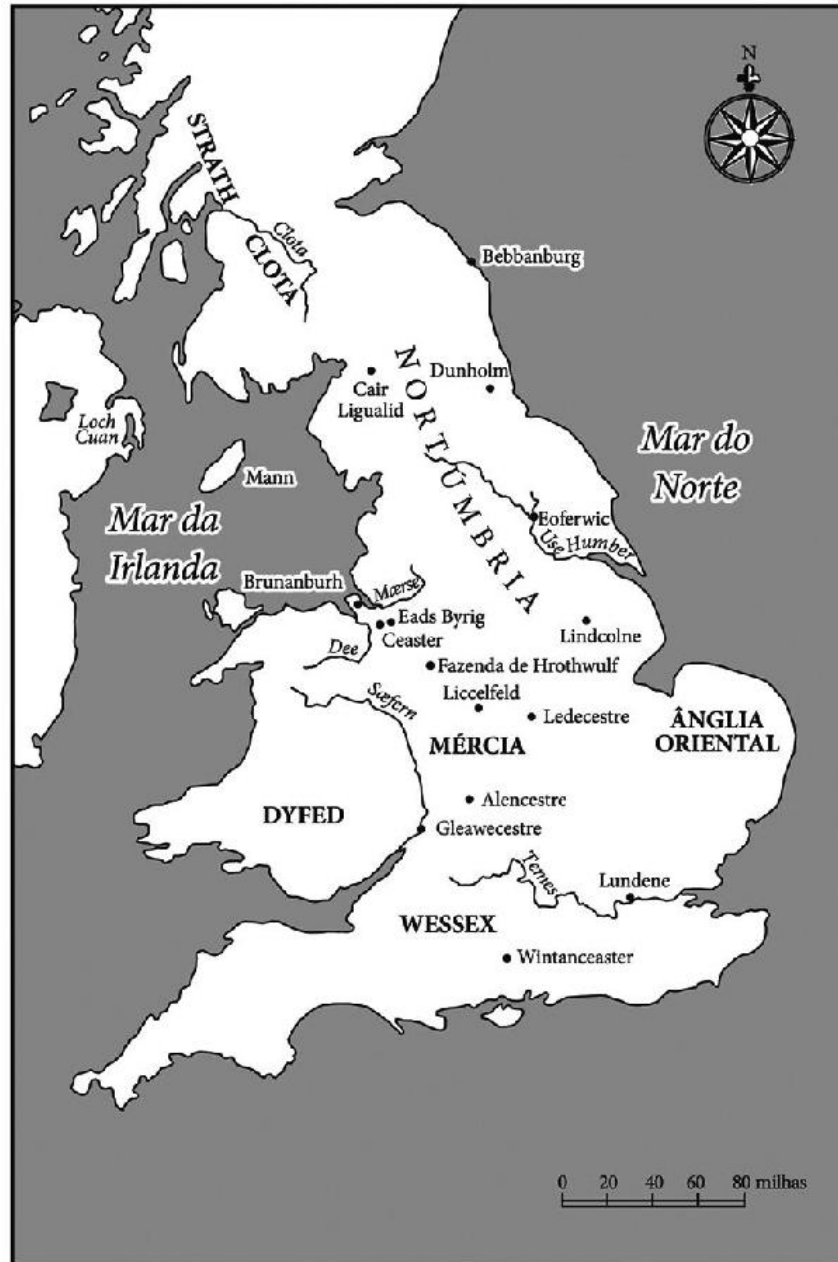 N
STRATH
Clota
CLOTA
Bebbanburg
NORTÚMBRIA
Dunholm
Cair
Ligualid
Loch
Cuan
Mann
Mar do
Norte
Mar da
Irlanda
Eoferwic
Use Humber
Brunanburh
Mærse
Eads Byrig
Ceaster
Lindcolne
Dee
Fazenda de Hrothwulf
Liccelfeld
Sæfern
Ledecestre
ÂNGLIA
ORIENTAL
MÉRCIA
Alencestre
DYFED
Gleawecestre
Temes
Lundene
WESSEX
Wintanceaster
0 20 40 60 80 milhas